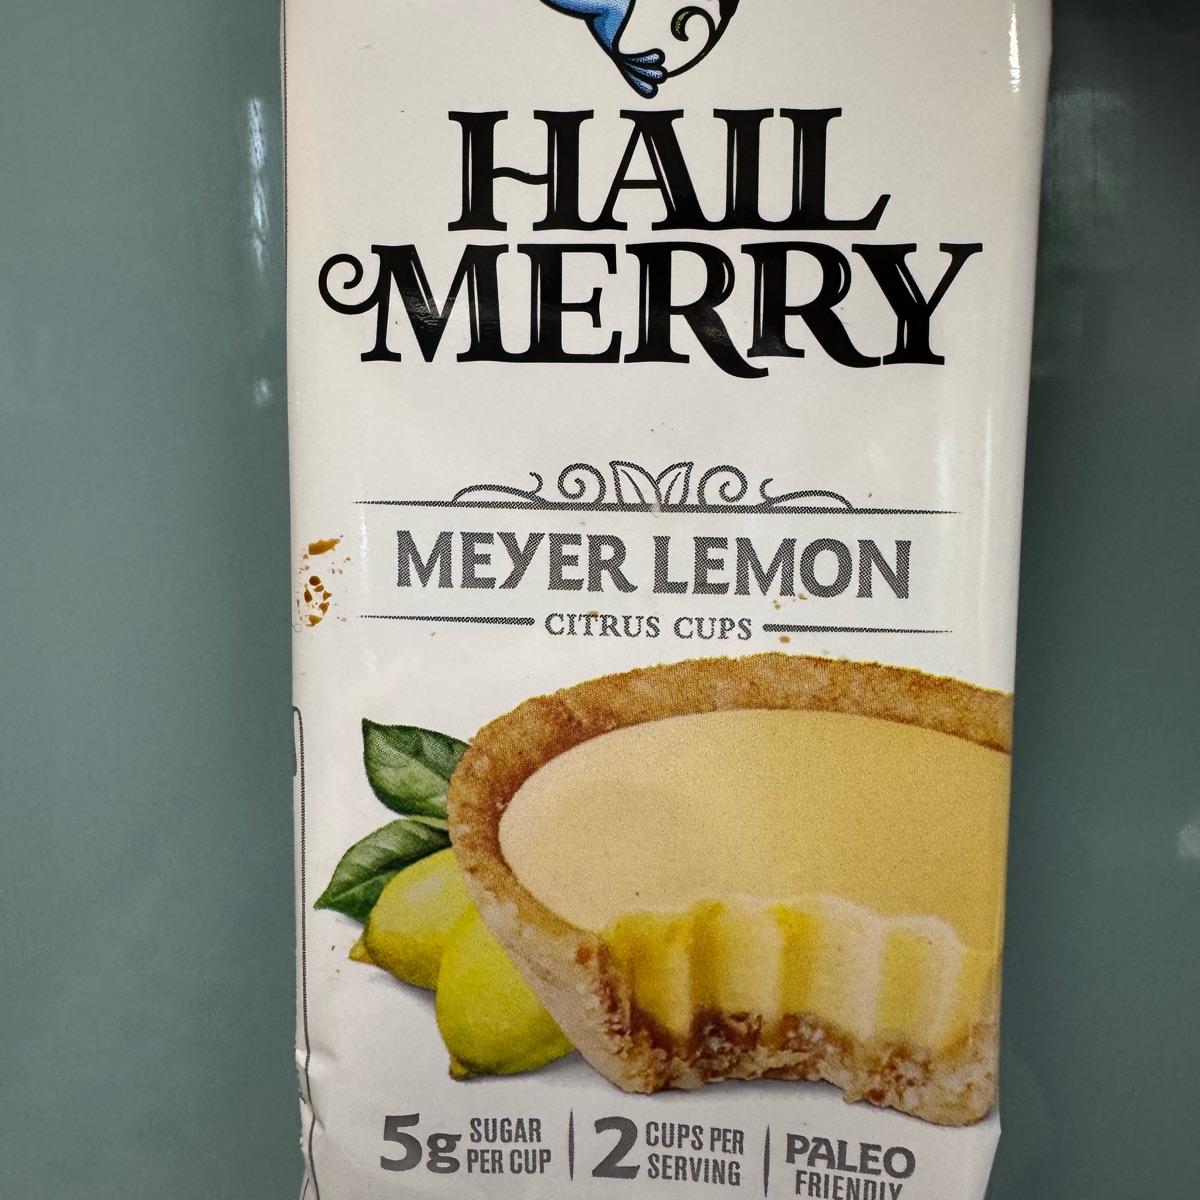 HAIL
MERRY
MEYER LEMON
CITRUS CUPS
5g SUGAR PER CUP
2 CUPS PER SERVING
PALEO FRIENDLY